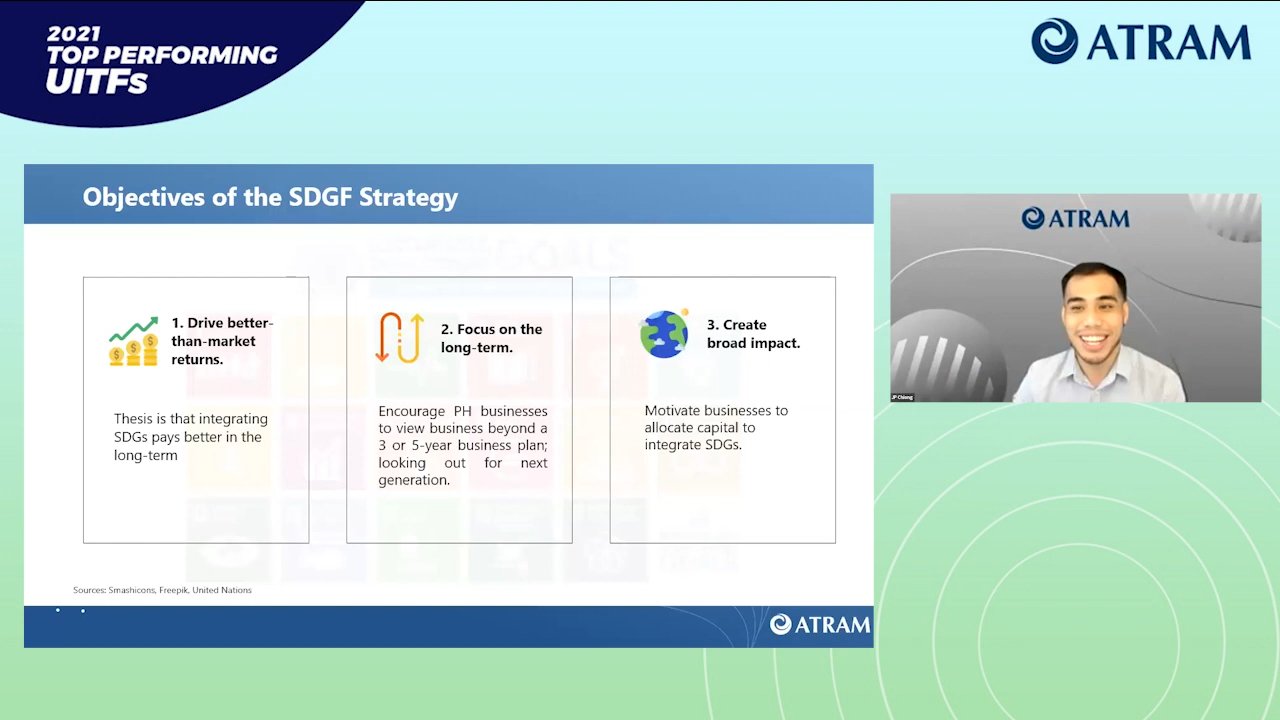 2021
TOP PERFORMING
UITFs
ATRAM
Objectives of the SDGF Strategy
1. Drive better-
than-market
returns.
Thesis is that integrating
SDGs pays better in the
long-term
2. Focus on the
long-term.
Encourage PH businesses
to view business beyond a
3 or 5-year business plan;
looking out for next
generation.
3. Create
broad impact.
Motivate businesses to
allocate capital to
integrate SDGs.
Sources: Smashicons, Freepik, United Nations
ATRAM
ATRAM
JP Chiong
GOALS